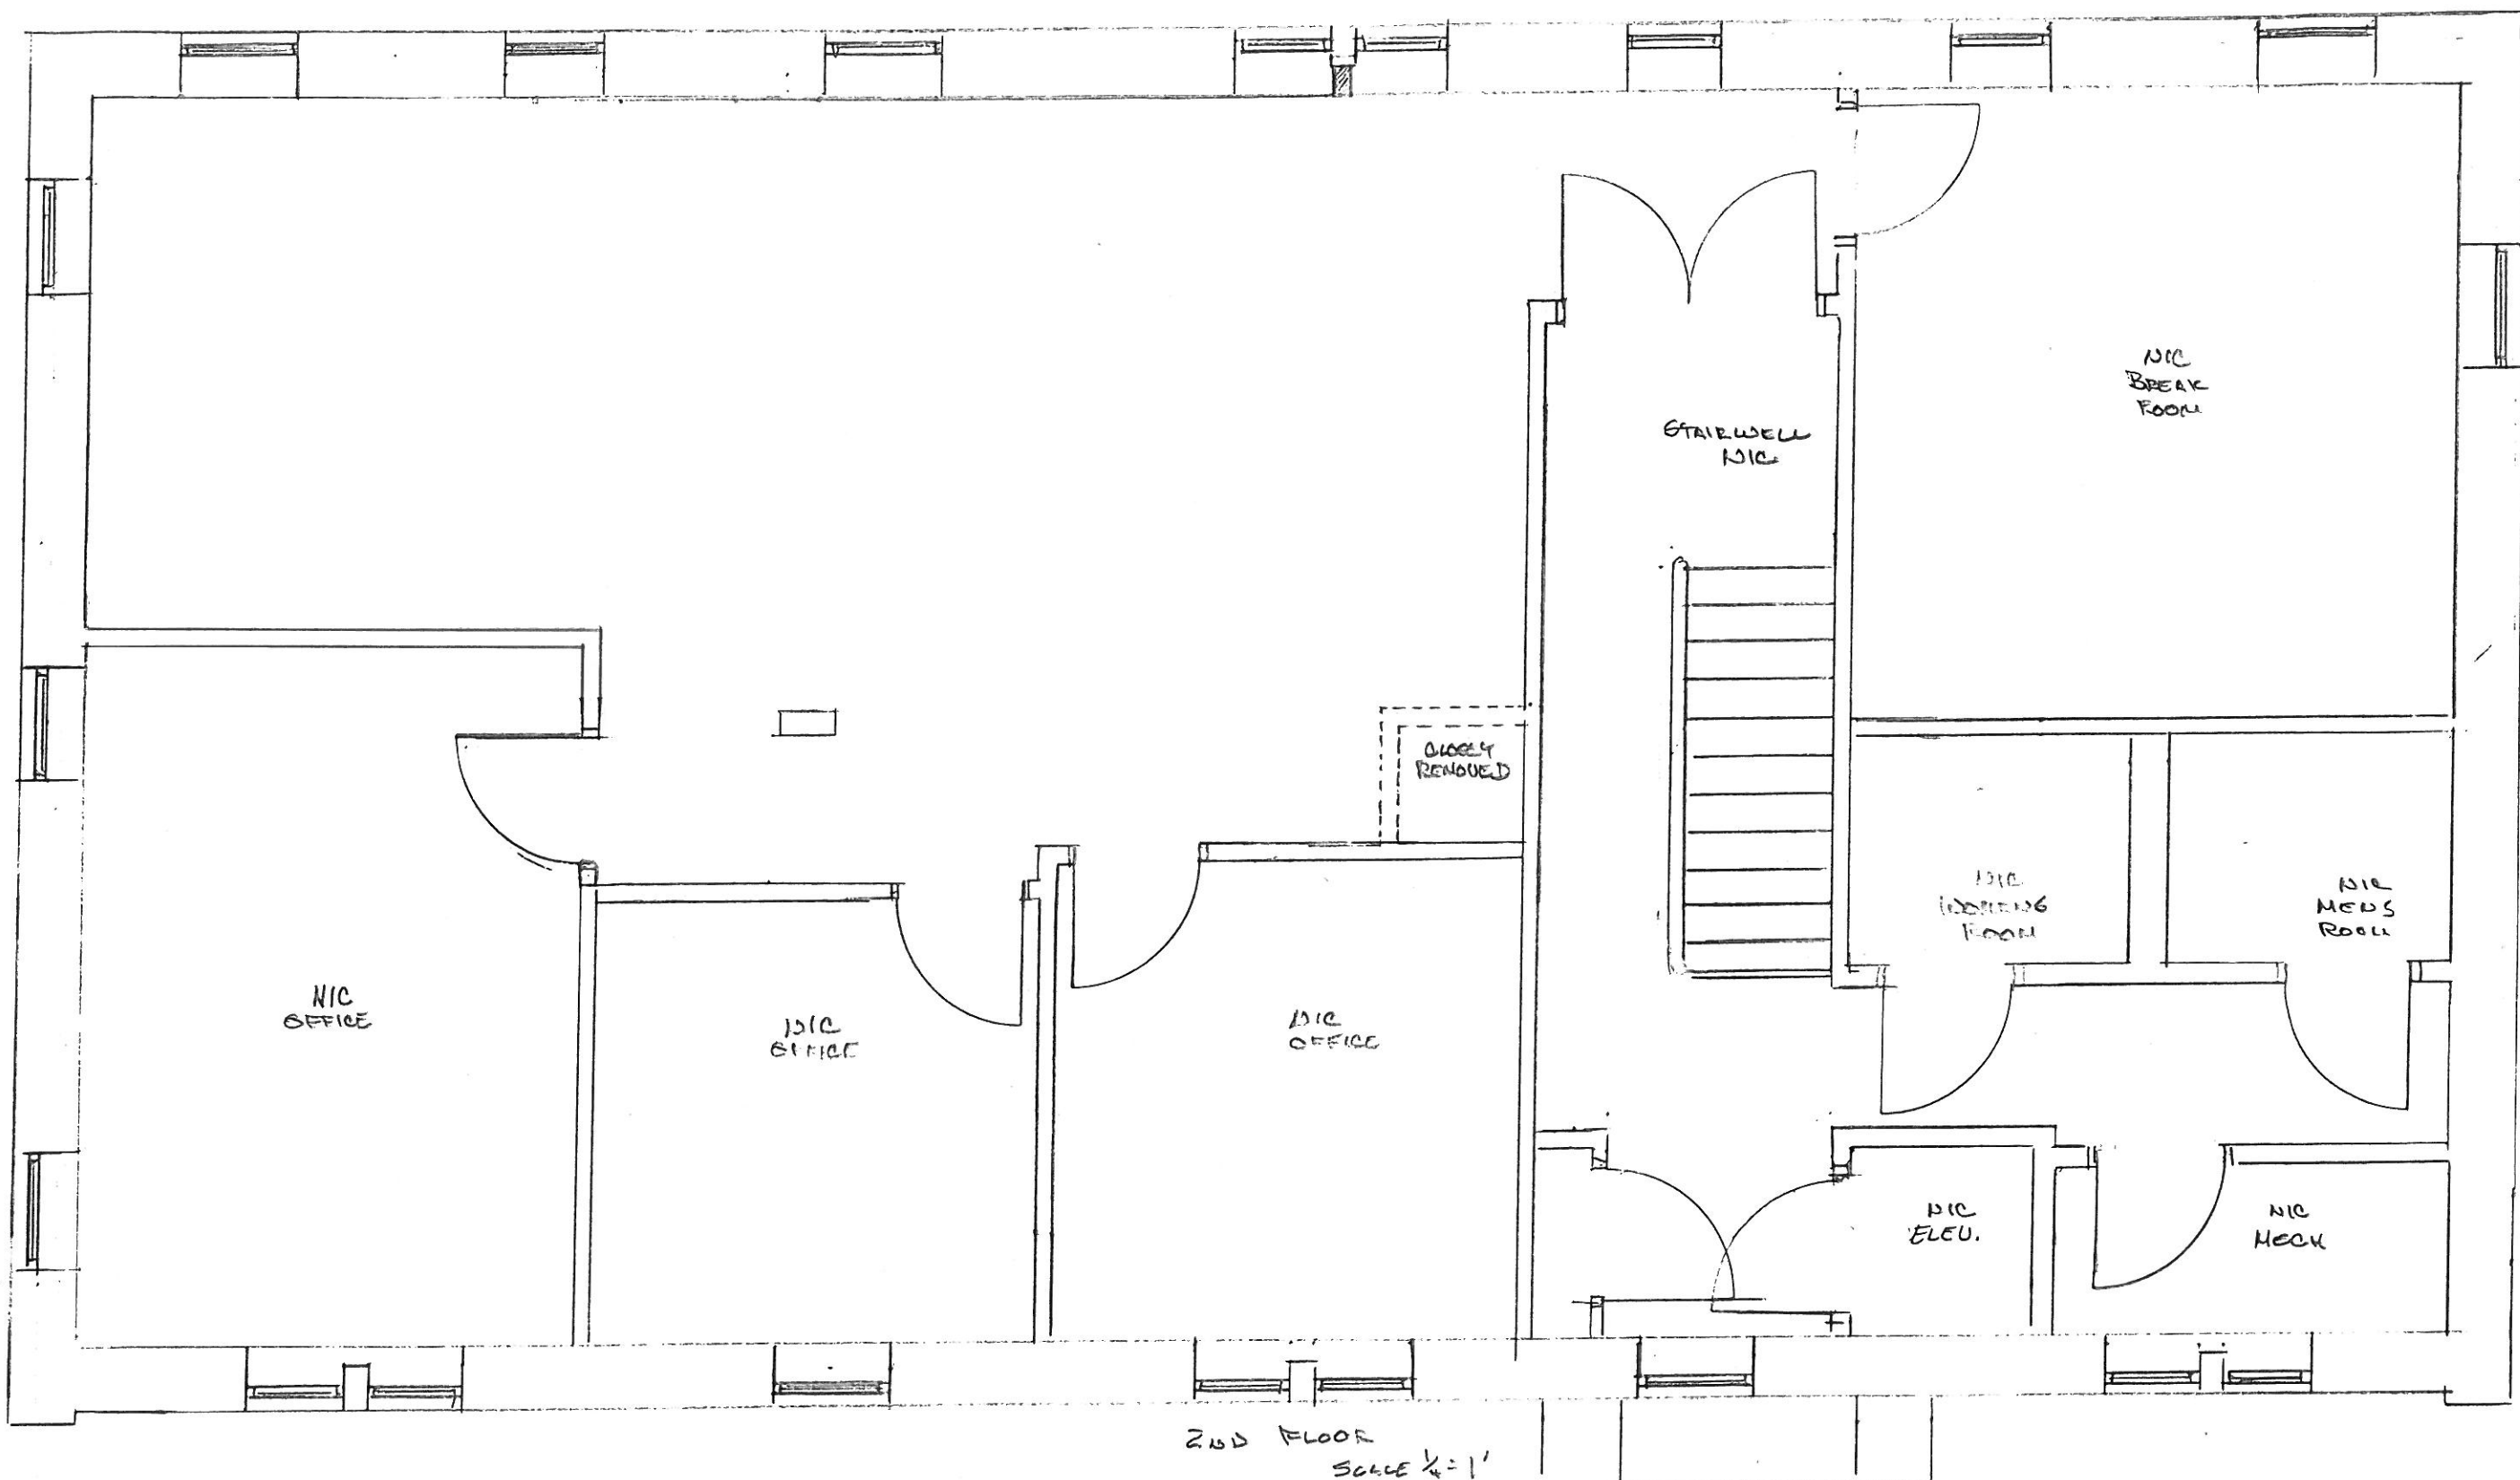 NIC
BREAK
ROOM
STAIRWELL
NIC
CLOSET
REMOVED
NIC
WOMENS
ROOM
NIC
MENS
ROOM
NIC
OFFICE
NIC
OFFICE
NIC
OFFICE
NIC
ELEV.
NIC
MECH
2ND FLOOR
SCALE ¼=1'